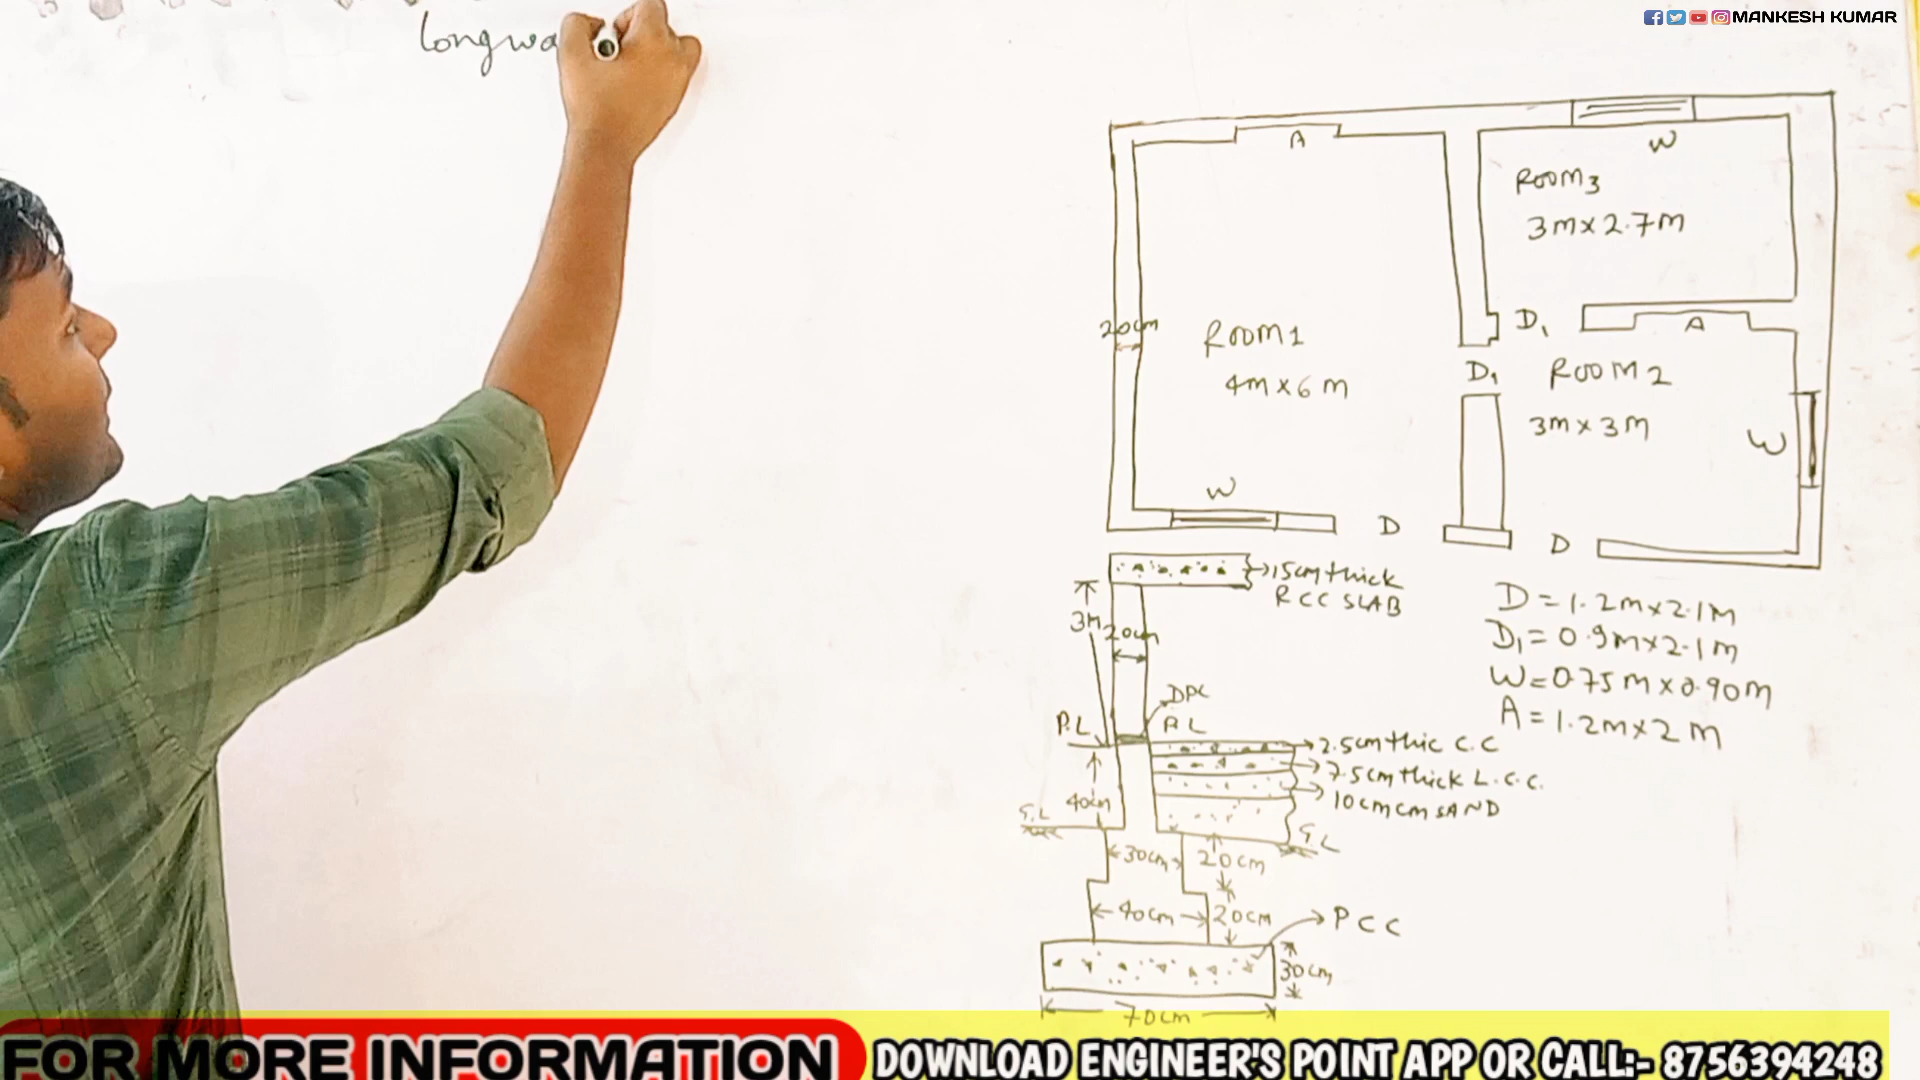 MANKESH KUMAR
A
W
ROOM3
3m x 2.7m
20cm
ROOM1
4m x 6 m
D1
A
D1
ROOM2
3m x 3m
W
W
D
D
15cm thick
RCC SLAB
3M
20cm
DPC
P.L
P.L
40cm
G.L
2.5cm thic C.C
7.5cm thick L.C.C.
10cm cm SAND
G.L
30cm
20cm
40cm
20cm
PCC
30cm
70cm
D = 1.2m x 2.1m
D1 = 0.9m x 2.1m
W = 0.75m x 0.90m
A = 1.2m x 2m
FOR MORE INFORMATION
DOWNLOAD ENGINEER'S POINT APP OR CALL:- 8756394248